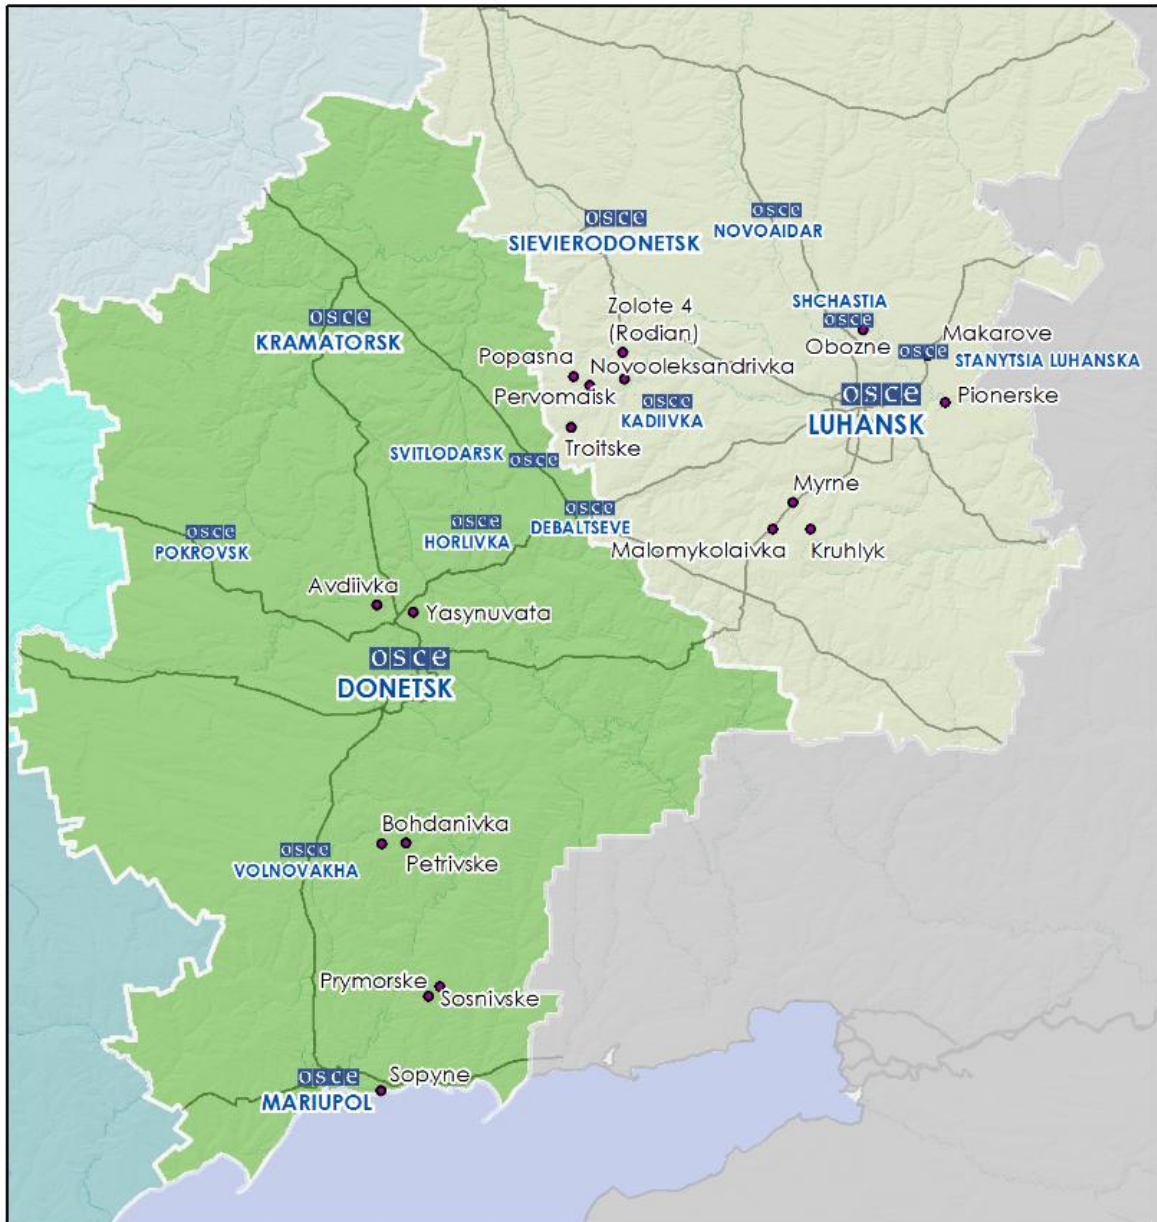 osce
SIEVIERODONETSK
osce
NOVOAIDAR
osce
KRAMATORSK
Zolote 4
(Rodian)
SHCHASTIA
osce
Obozne
Makarove
osce
STANYTSIA LUHANSKA
Popasna
Novooleksandrivka
Pervomaisk
osce
KADIIVKA
osce
LUHANSK
Pionerske
Troitske
SVITLODARSK
osce
Myrne
osce
POKROVSK
osce
HORLIVKA
osce
DEBALTSEVE
Malomykolaivka
Kruhlyk
Avdiivka
Yasynuvata
osce
DONETSK
Bohdanivka
osce
VOLNOVAKHA
Petrivske
Prymorske
Sosnivske
osce
MARIUPOL
Sopyne